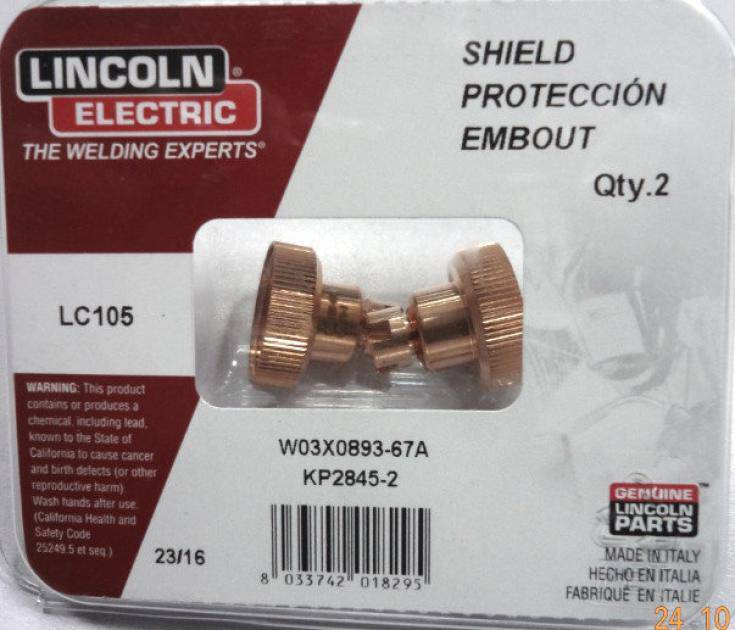 LINCOLN®
ELECTRIC
THE WELDING EXPERTS®
SHIELD
PROTECCIÓN
EMBOUT
Qty.2
LC105
WARNING: This product
contains or produces a
chemical, including lead,
known to the State of
California to cause cancer
and birth defects (or other
reproductive harm)
Wash hands after use.
(California Health and
Safety Code
25249.5 et seq.)
23/16
W03X0893-67A
KP2845-2
8 033742 018295
GENUINE
LINCOLN
PARTS
™
MADE IN ITALY
HECHO EN ITALIA
FABRIQUÉ EN ITALIE
24 10